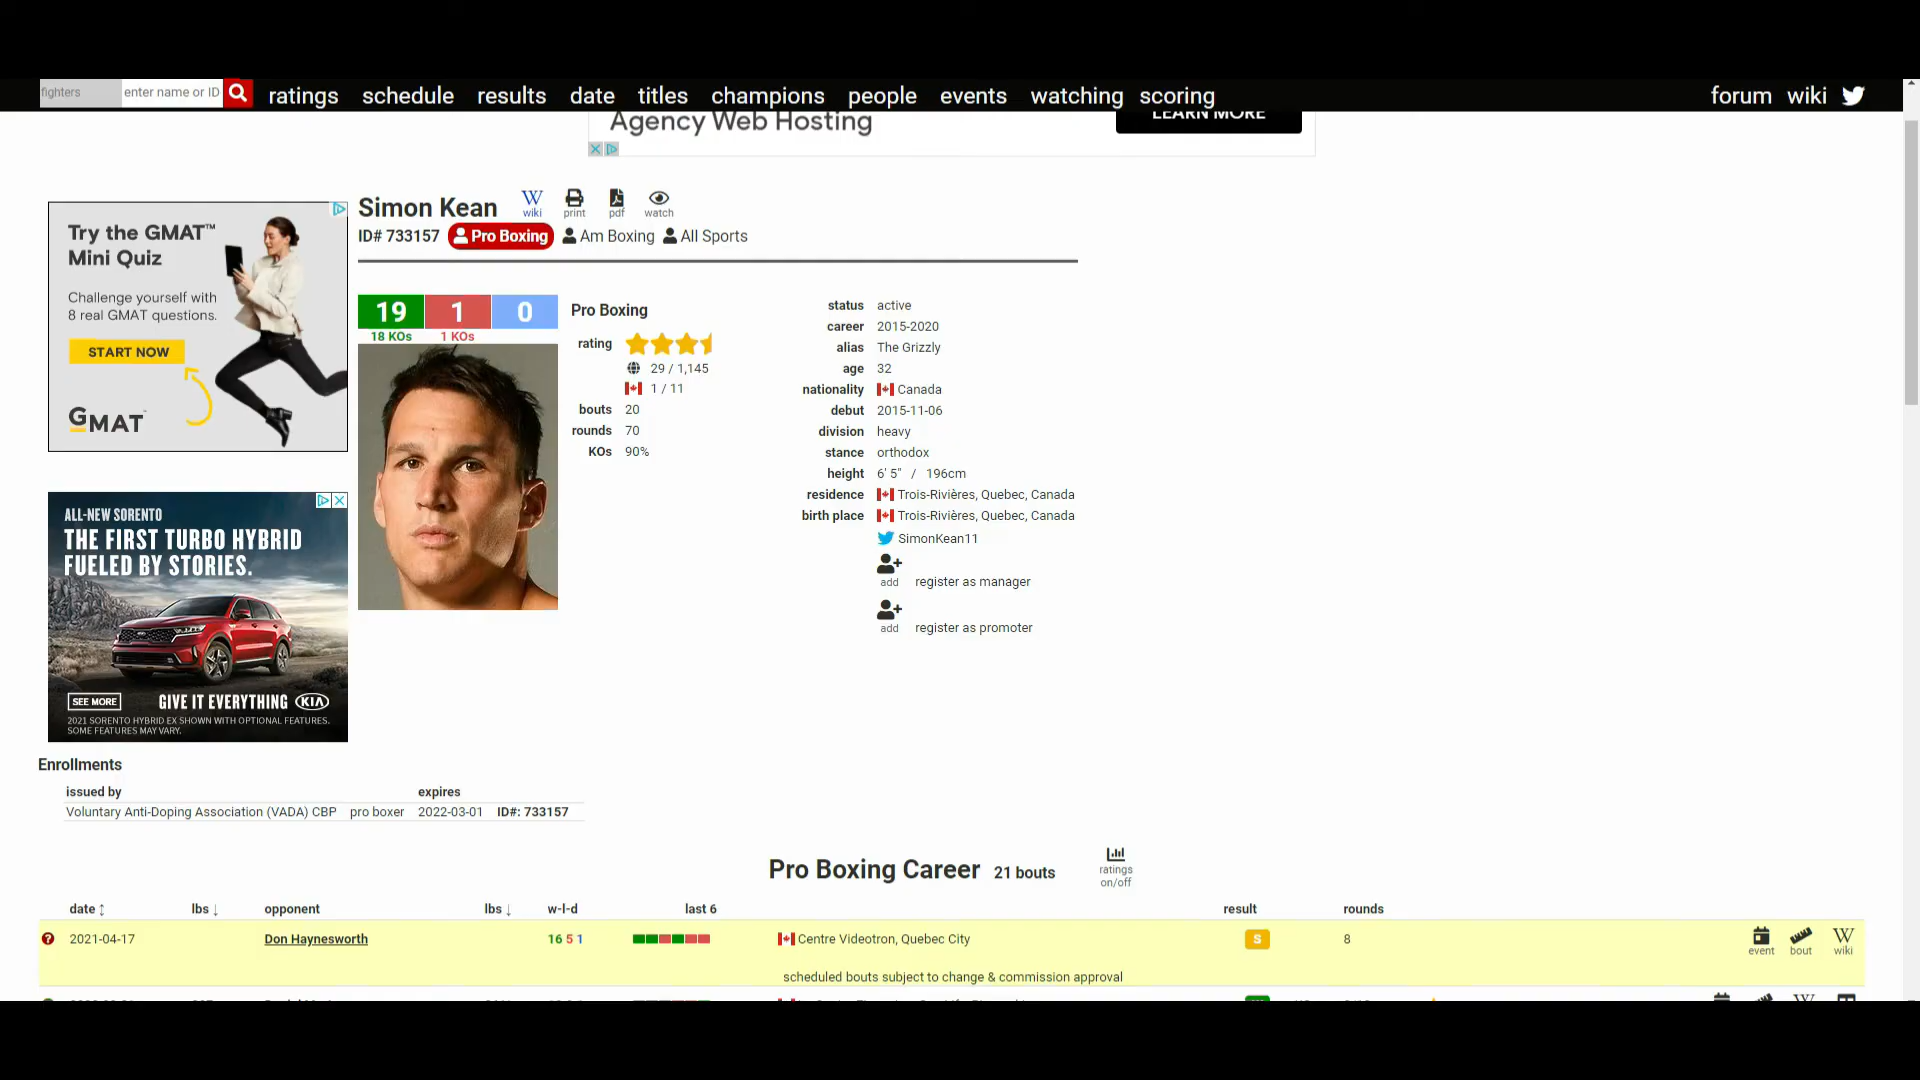 fighters enter name or ID ratings schedule results date titles champions people events watching scoring forum wiki
Agency Web Hosting LEARN MORE
Simon Kean wiki print pdf watch
ID# 733157 Pro Boxing Am Boxing All Sports
Try the GMAT™
Mini Quiz
Challenge yourself with
8 real GMAT questions.
START NOW
GMAT™
ALL-NEW SORENTO
THE FIRST TURBO HYBRID
FUELED BY STORIES.
SEE MORE GIVE IT EVERYTHING KIA
2021 SORENTO HYBRID EX SHOWN WITH OPTIONAL FEATURES.
SOME FEATURES MAY VARY.
19 1 0
18 KOs 1 KOs
Pro Boxing
rating
29 / 1,145
1 / 11
bouts 20
rounds 70
KOs 90%
status active
career 2015-2020
alias The Grizzly
age 32
nationality Canada
debut 2015-11-06
division heavy
stance orthodox
height 6' 5" / 196cm
residence Trois-Rivières, Quebec, Canada
birth place Trois-Rivières, Quebec, Canada
SimonKean11
add register as manager
add register as promoter
Enrollments
issued by expires
Voluntary Anti-Doping Association (VADA) CBP pro boxer 2022-03-01 ID#: 733157
Pro Boxing Career 21 bouts ratings on/off
date lbs opponent lbs w-l-d last 6 result rounds
2021-04-17 Don Haynesworth 16 5 1 Centre Videotron, Quebec City S 8 event bout wiki
scheduled bouts subject to change & commission approval